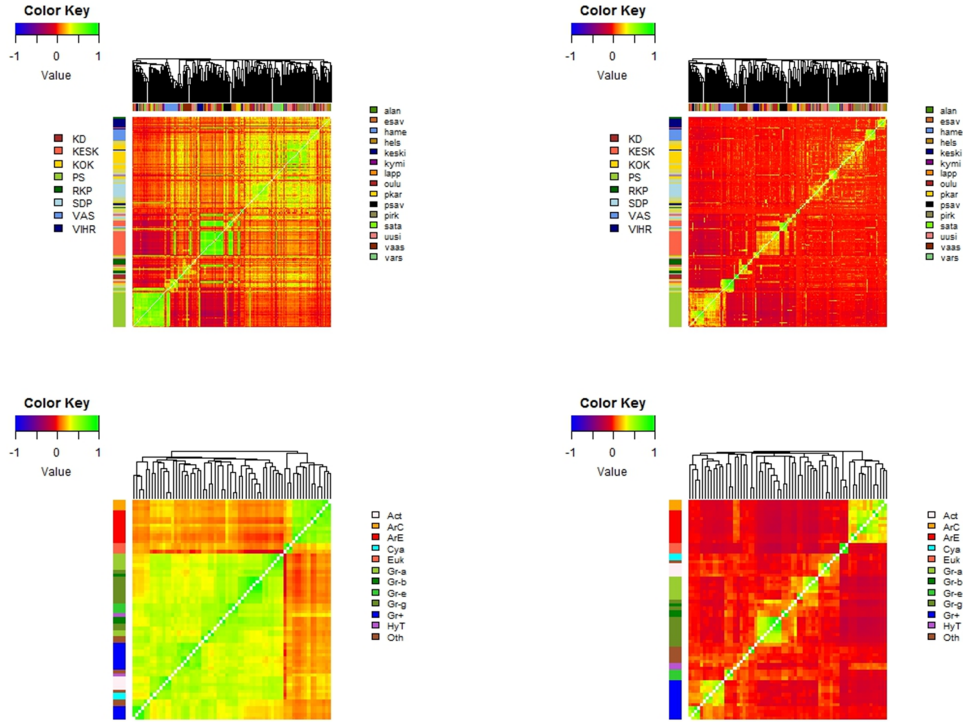 Color Key
-1 0 1
Value
KD
KESK
KOK
PS
RKP
SDP
VAS
VIHR
alan
esav
hame
hels
keski
kymi
lapp
oulu
pkar
psav
pirk
sata
uusi
vaas
vars
Color Key
-1 0 1
Value
KD
KESK
KOK
PS
RKP
SDP
VAS
VIHR
alan
esav
hame
hels
keski
kymi
lapp
oulu
pkar
psav
pirk
sata
uusi
vaas
vars
Color Key
-1 0 1
Value
Act
ArC
ArE
Cya
Euk
Gr-a
Gr-b
Gr-e
Gr-g
Gr+
HyT
Oth
Color Key
-1 0 1
Value
Act
ArC
ArE
Cya
Euk
Gr-a
Gr-b
Gr-e
Gr-g
Gr+
HyT
Oth